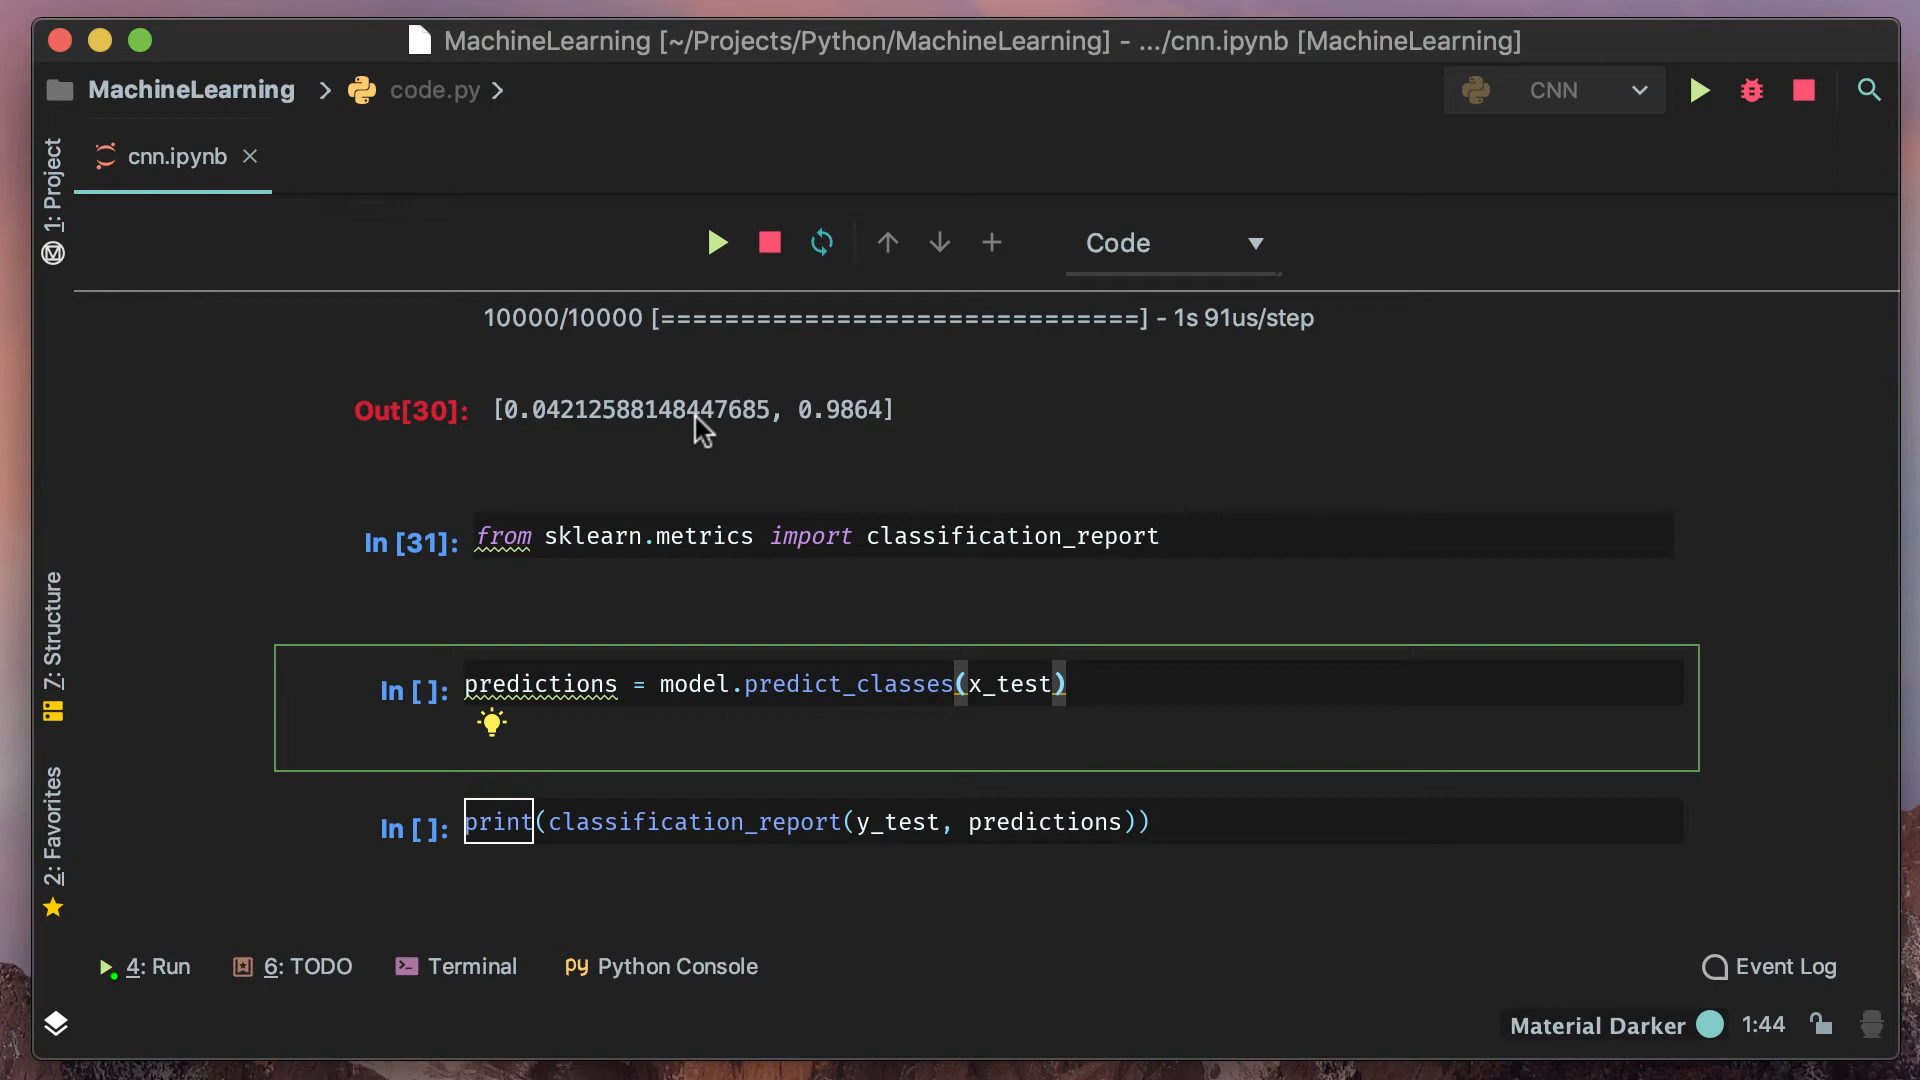 MachineLearning [~/Projects/Python/MachineLearning] - .../cnn.ipynb [MachineLearning]
MachineLearning > code.py >
CNN
1: Project
cnn.ipynb
Code
10000/10000 [==============================] - 1s 91us/step
Out[30]: [0.04212588148447685, 0.9864]
In [31]: from sklearn.metrics import classification_report
7: Structure
In [ ]: predictions = model.predict_classes(x_test)
2: Favorites
In [ ]: print(classification_report(y_test, predictions))
4: Run
6: TODO
Terminal
Python Console
Event Log
Material Darker
1:44